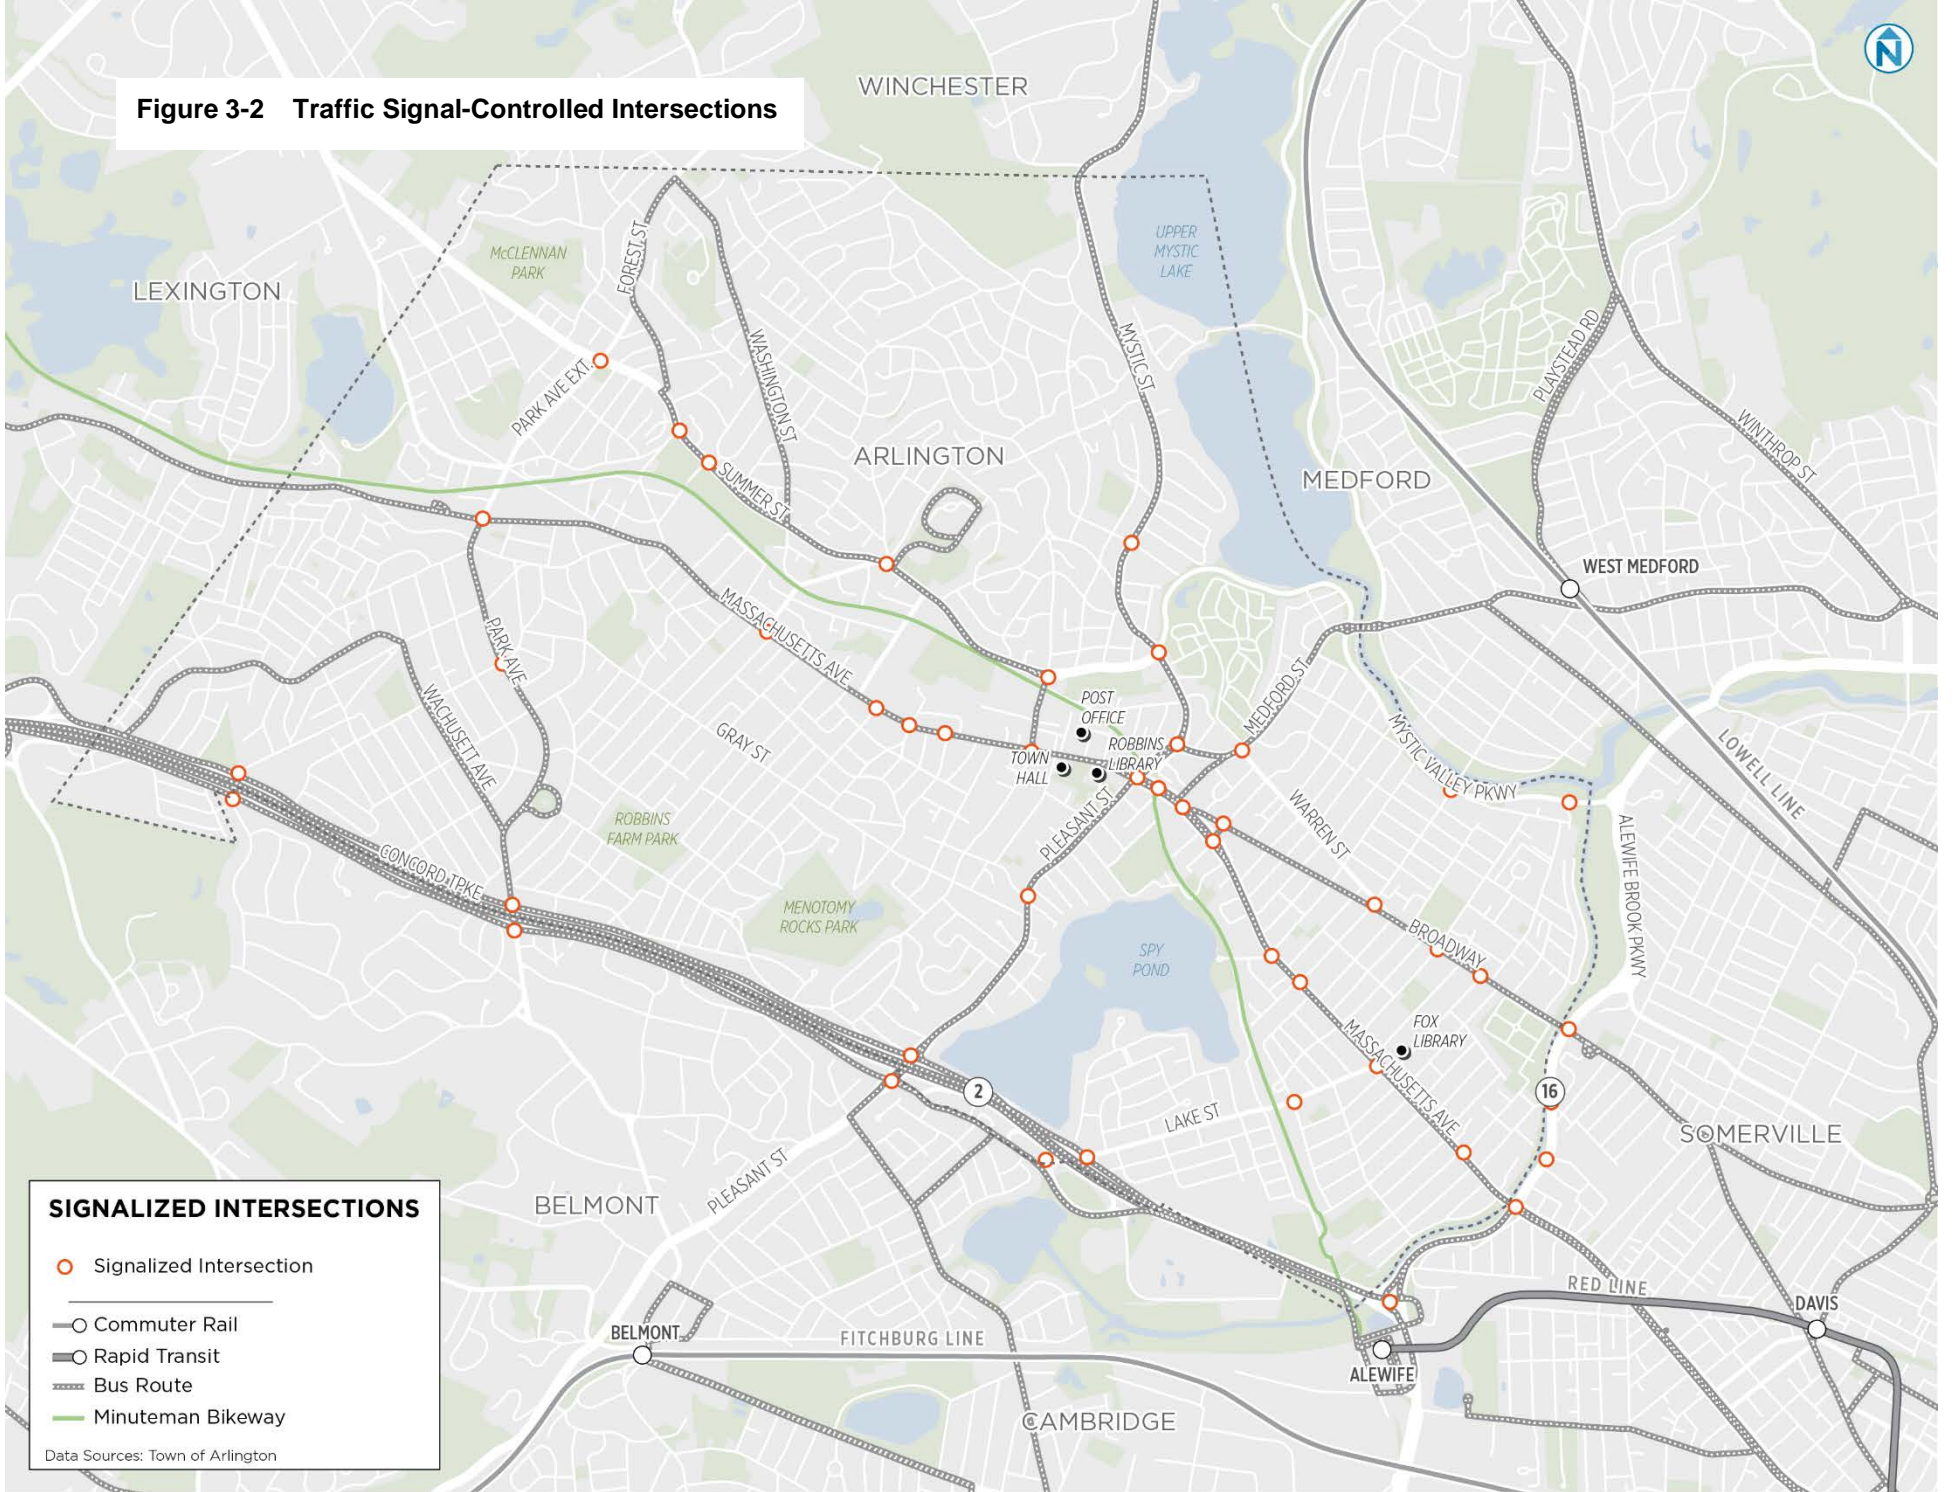 N
WINCHESTER
Figure 3-2 Traffic Signal-Controlled Intersections
UPPER
MYSTIC
LAKE
McCLENNAN
PARK
FOREST ST
LEXINGTON
WASHINGTON ST
MYSTIC ST
PLAYSTEAD RD
PARK AVE EXT.
WINTHROP ST
ARLINGTON
MEDFORD
SUMMER ST
WEST MEDFORD
MASSACHUSETTS AVE
PARK AVE
WACHUSETT AVE
MEDFORD ST
POST
OFFICE
GRAY ST
MYSTIC VALLEY PKWY
LOWELL LINE
ROBBINS
LIBRARY
TOWN
HALL
PLEASANT ST
WARREN ST
ROBBINS
FARM PARK
ALEWIFE BROOK PKWY
CONCORD TPKE
MENOTOMY
ROCKS PARK
BROADWAY
SPY
POND
FOX
LIBRARY
MASSACHUSETTS AVE
2
16
LAKE ST
SOMERVILLE
PLEASANT ST
BELMONT
SIGNALIZED INTERSECTIONS
Signalized Intersection
Commuter Rail
Rapid Transit
Bus Route
Minuteman Bikeway
Data Sources: Town of Arlington
RED LINE
DAVIS
BELMONT
FITCHBURG LINE
ALEWIFE
CAMBRIDGE